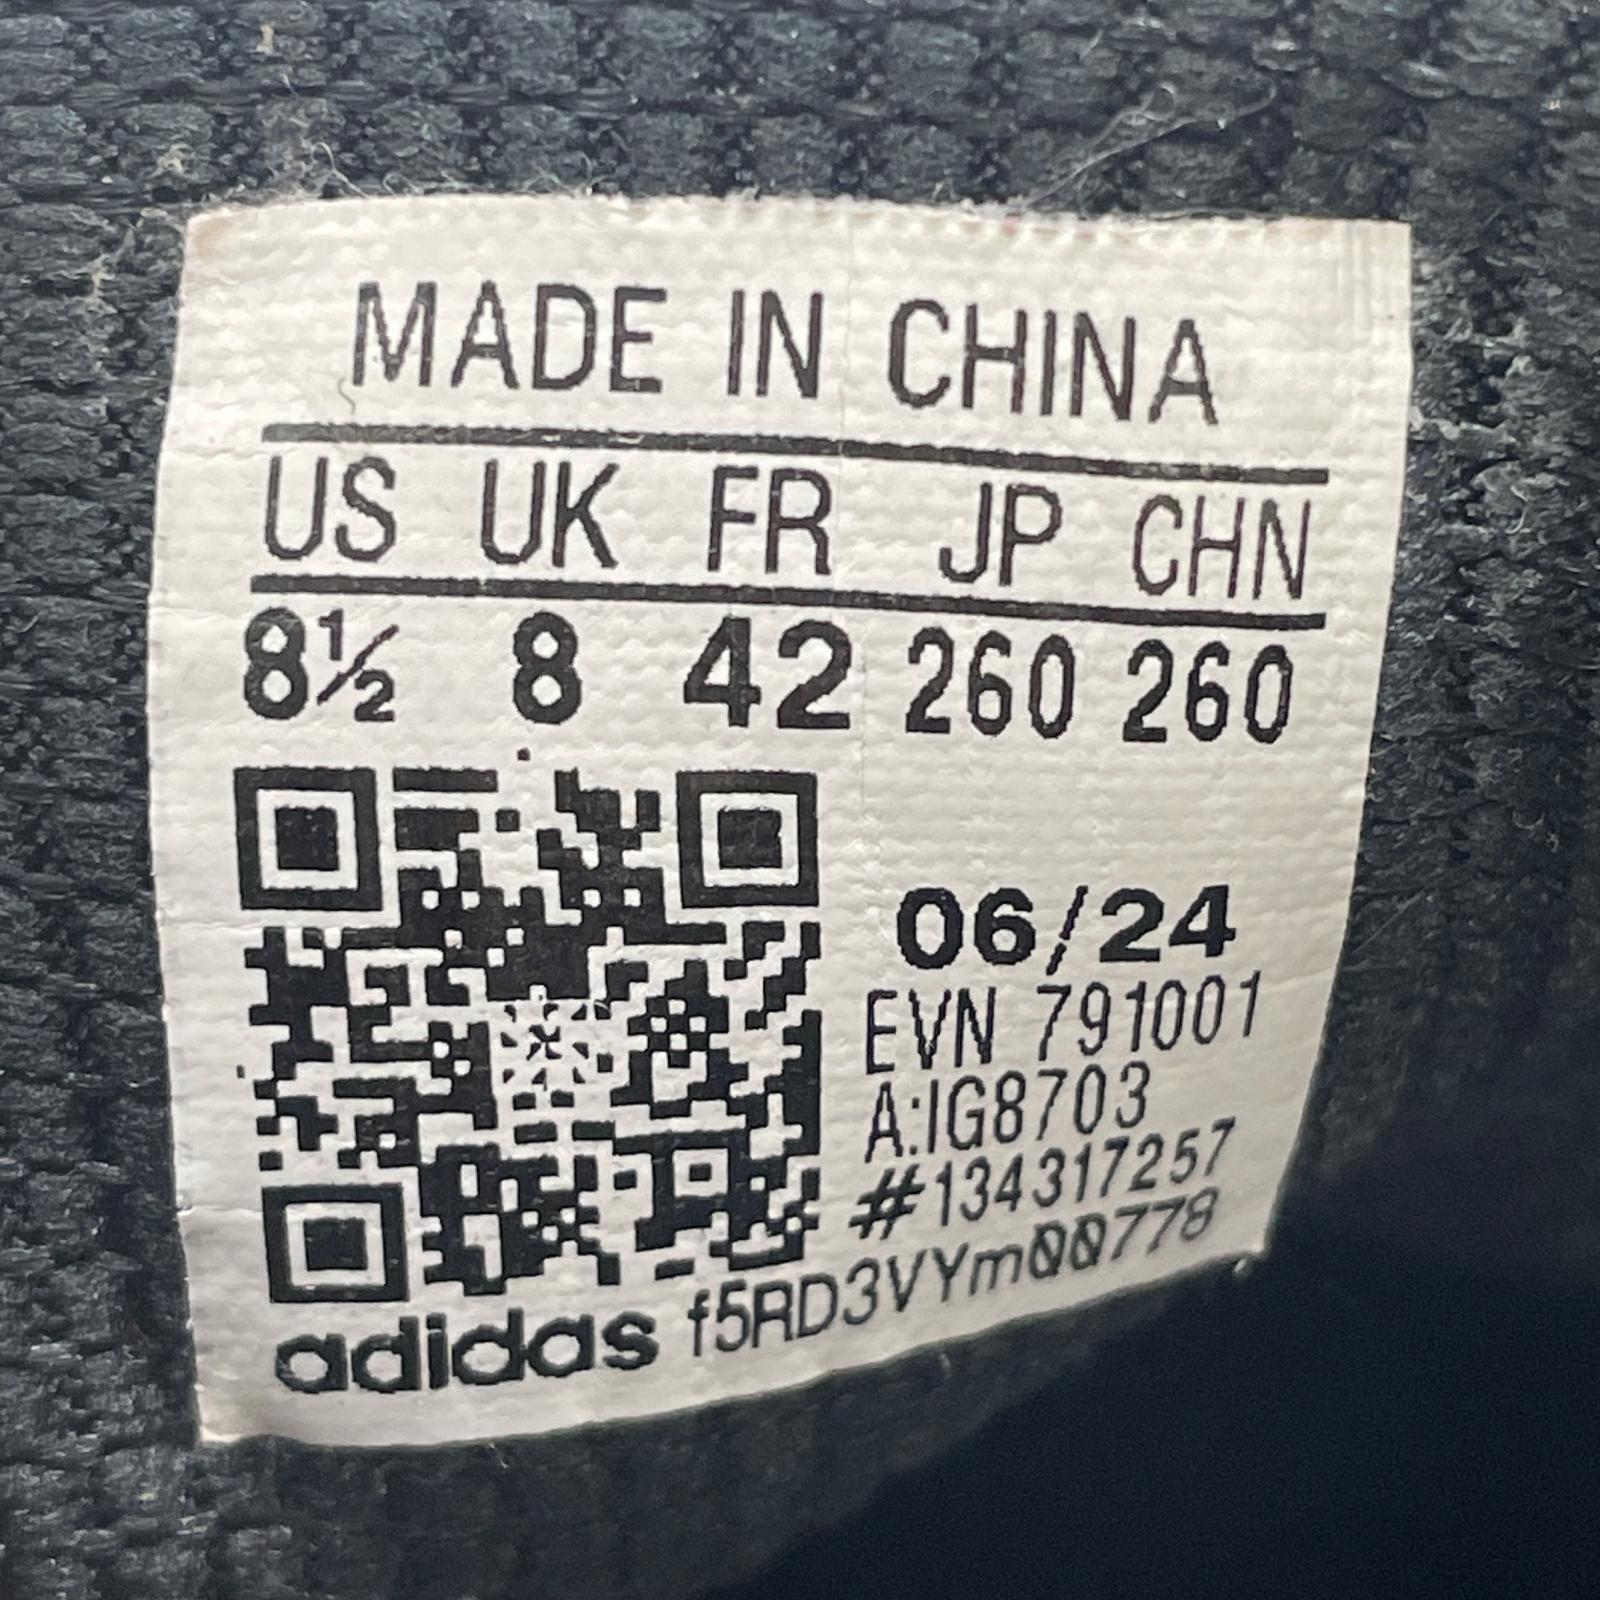 MADE IN CHINA
US UK FR JP CHN
8½ 8 42 260 260
06/24
EVN 791001
A:IG8703
#134317257
adidas f5RD3VYm00778